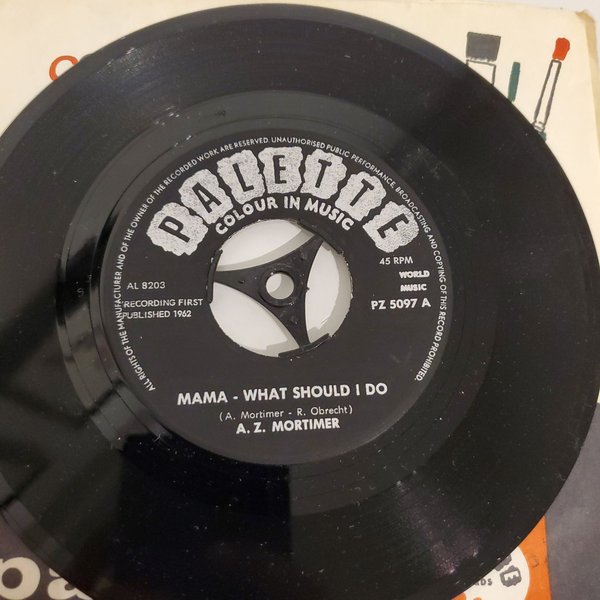 ALL RIGHTS OF THE MANUFACTURER AND OF THE OWNER OF THE RECORDED WORK ARE RESERVED. UNAUTHORISED PUBLIC PERFORMANCE, BROADCASTING AND COPYING OF THIS RECORD PROHIBITED.
PALETTE
COLOUR IN MUSIC
45 RPM
AL 8203
WORLD
MUSIC
RECORDING FIRST
PUBLISHED 1962
PZ 5097 A
MAMA - WHAT SHOULD I DO
(A. Mortimer - R. Obrecht)
A. Z. MORTIMER